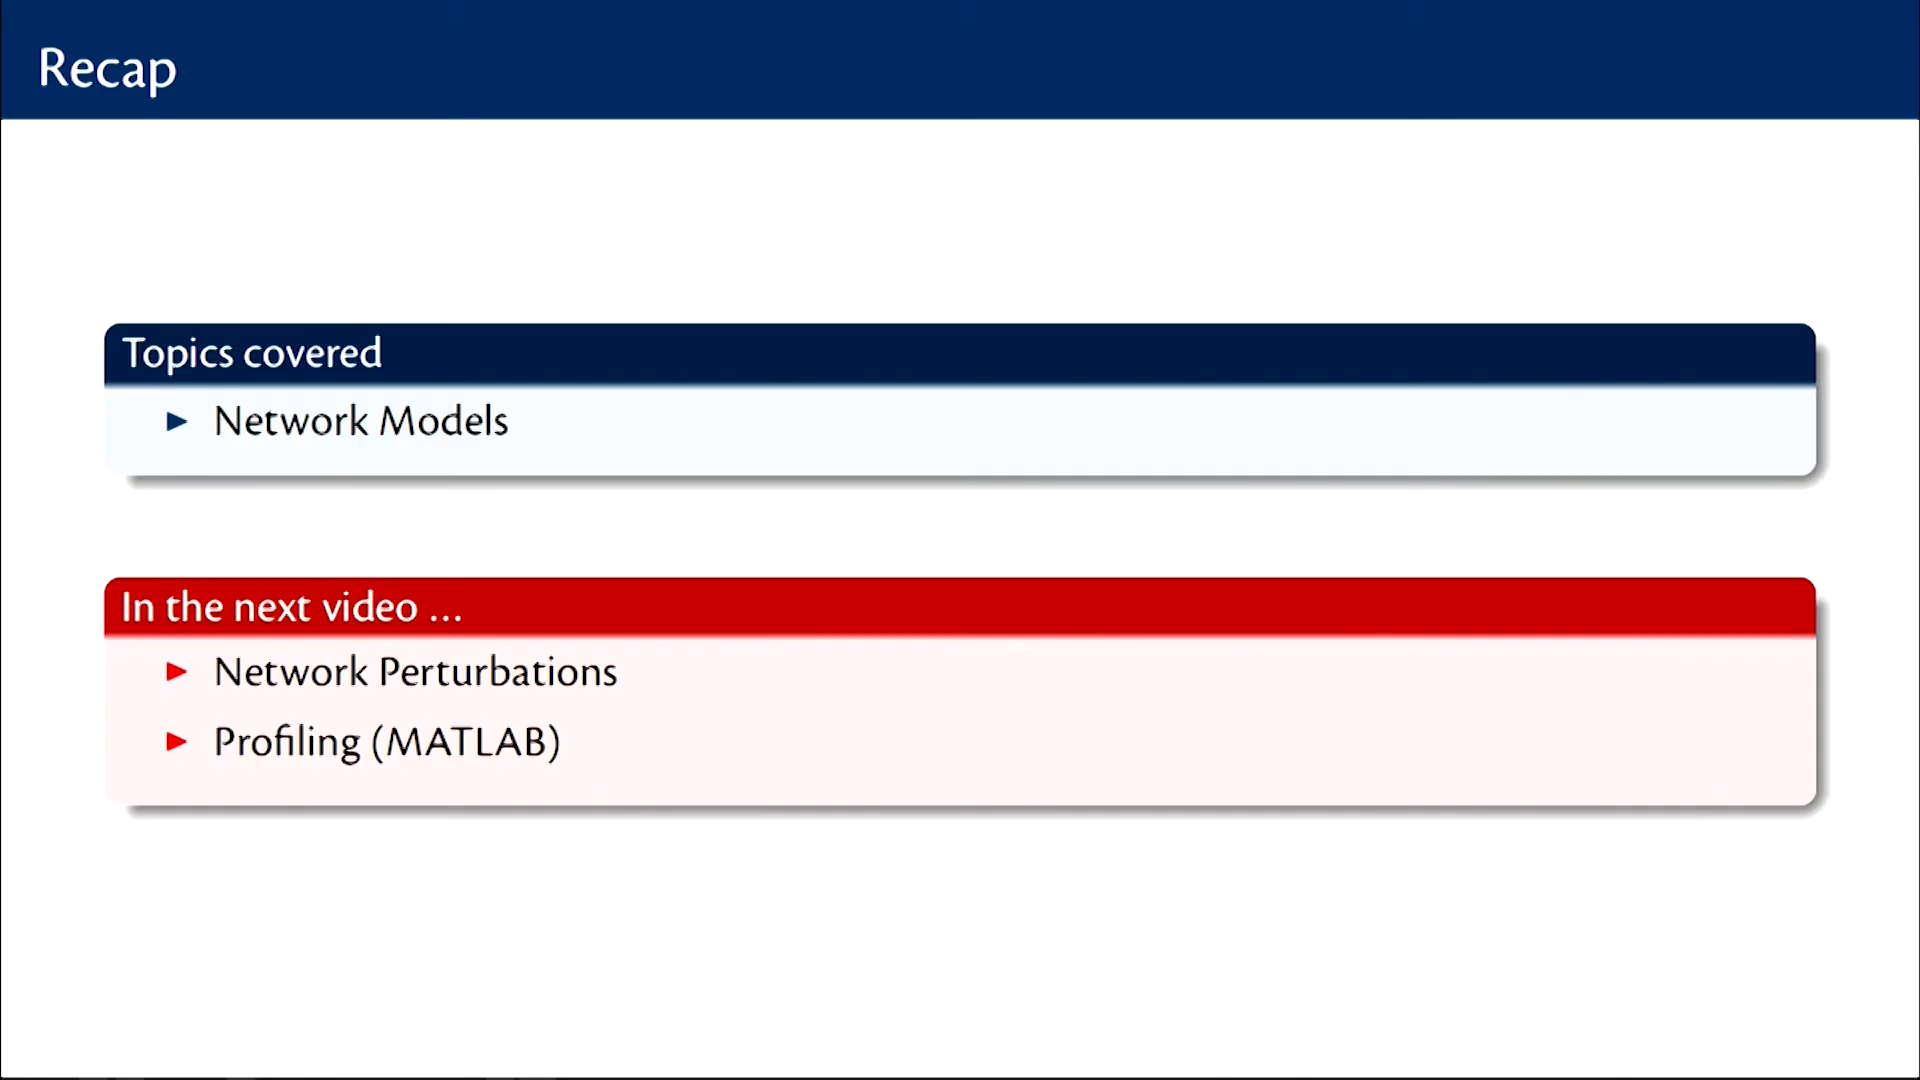 Recap
Topics covered
Network Models
In the next video ...
Network Perturbations
Profiling (MATLAB)